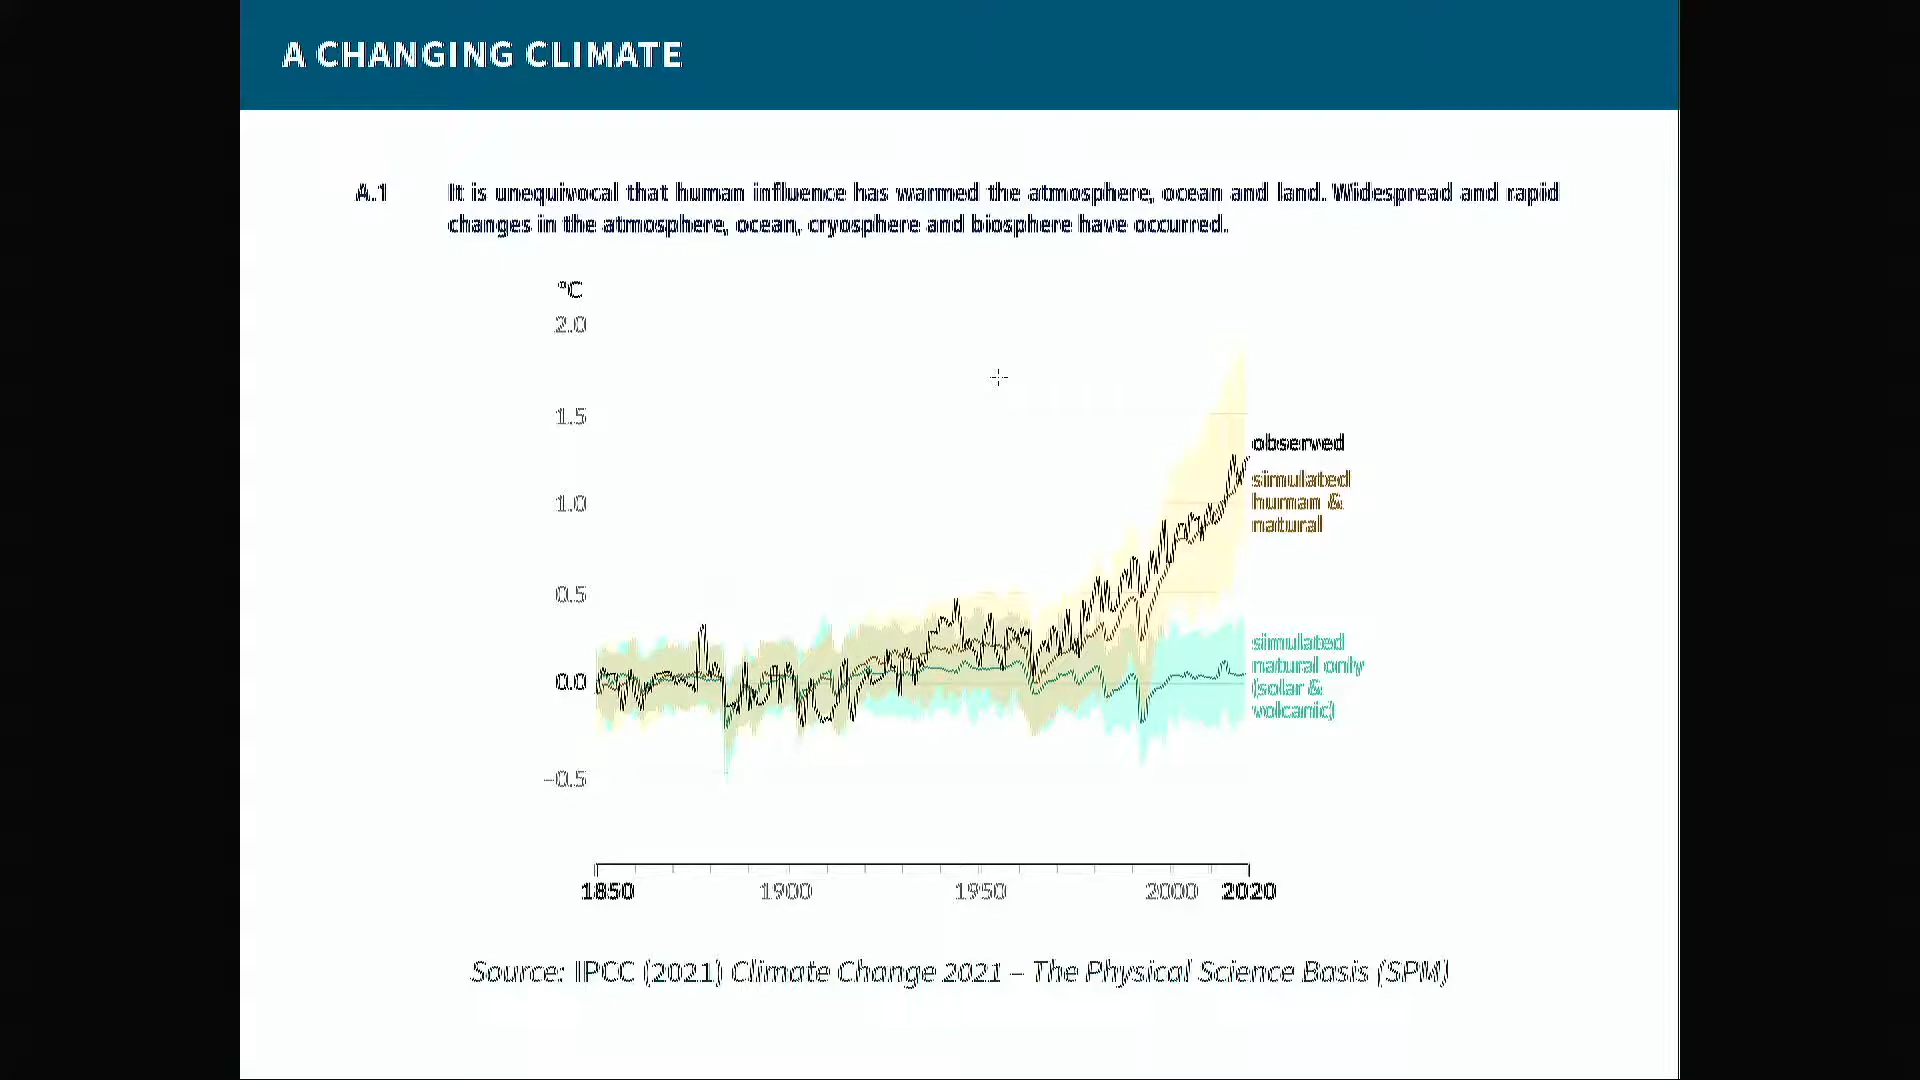 A CHANGING CLIMATE
A.1 It is unequivocal that human influence has warmed the atmosphere, ocean and land. Widespread and rapid
changes in the atmosphere, ocean, cryosphere and biosphere have occurred.
°C
2.0
1.5
observed
simulated
human &
natural
1.0
0.5
simulated
natural only
(solar &
volcanic)
0.0
−0.5
1850 1900 1950 2000 2020
Source: IPCC (2021) Climate Change 2021 – The Physical Science Basis (SPM)